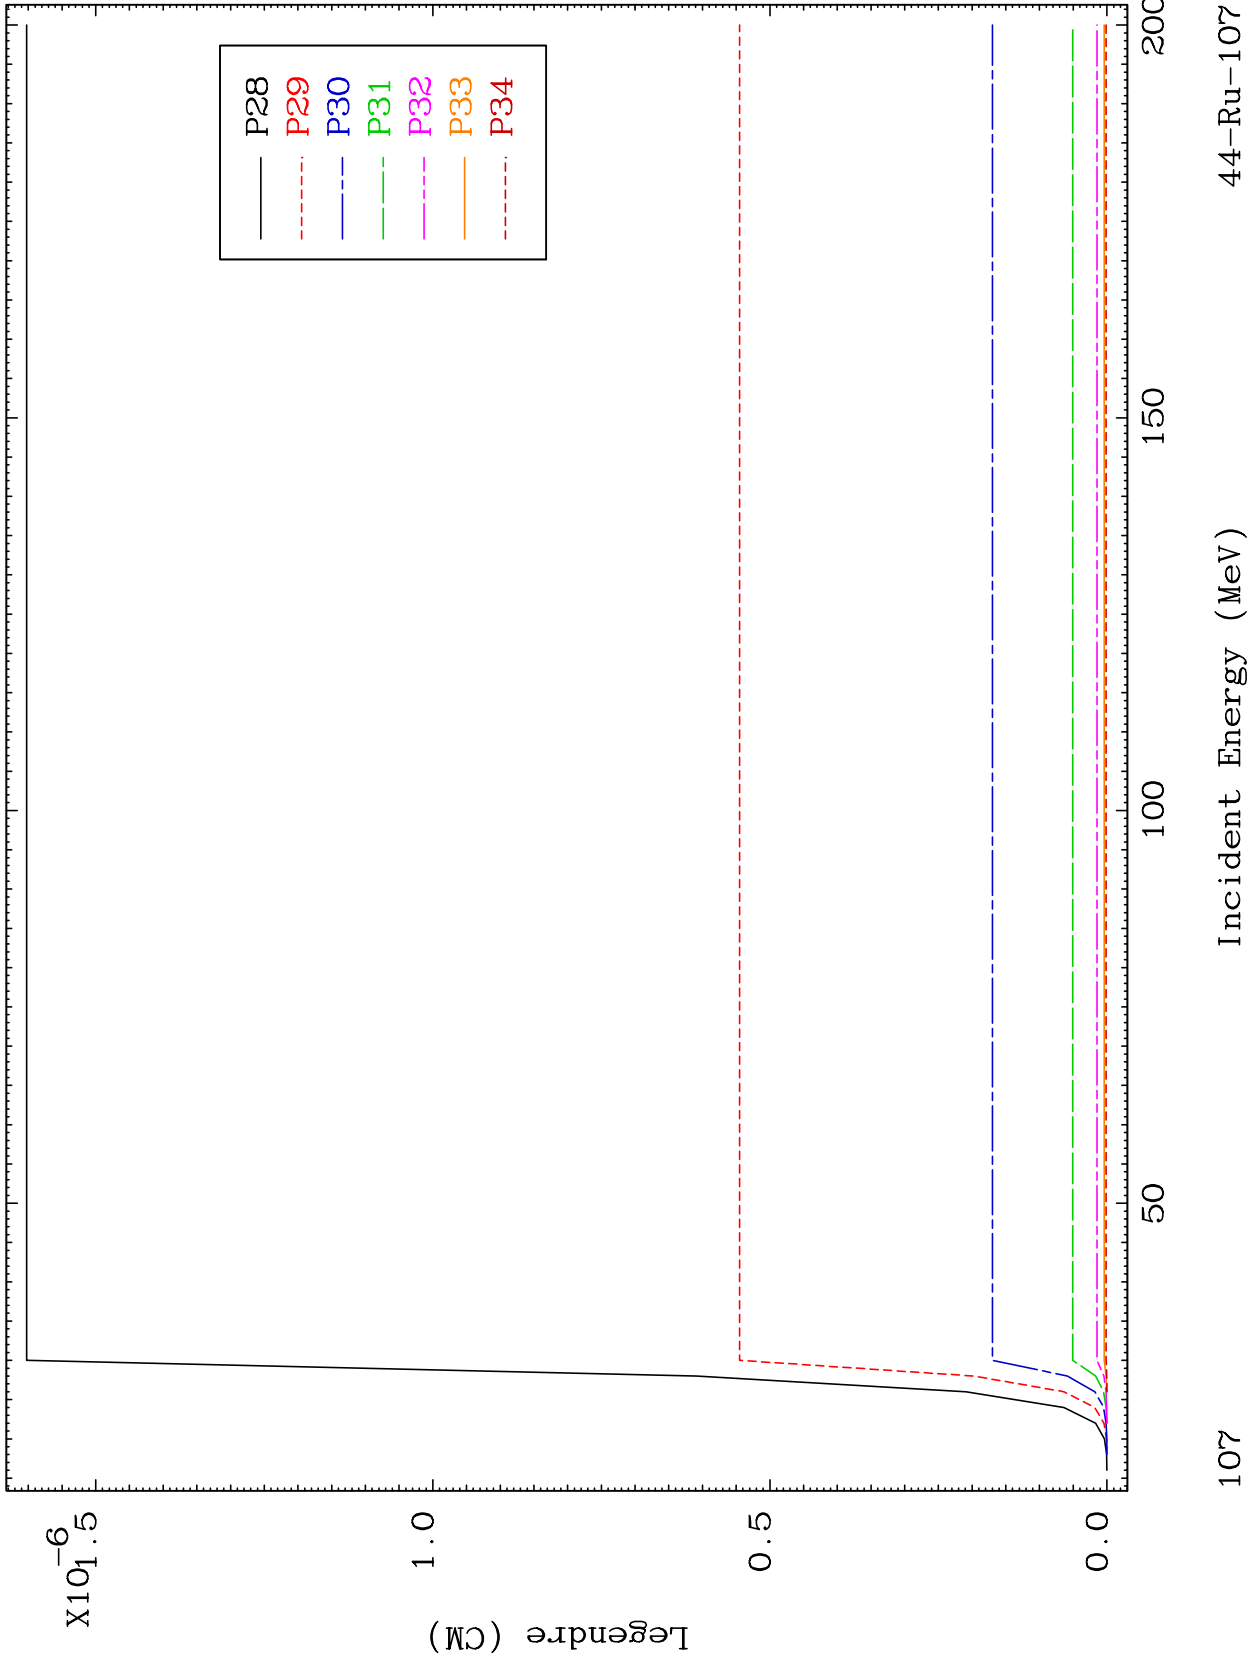 X10-6
1.5
1.0
0.5
0.0
Legendre (CM)
P28
P29
P30
P31
P32
P33
P34
50
100
150
200
Incident Energy (MeV)
107
44-Ru-107